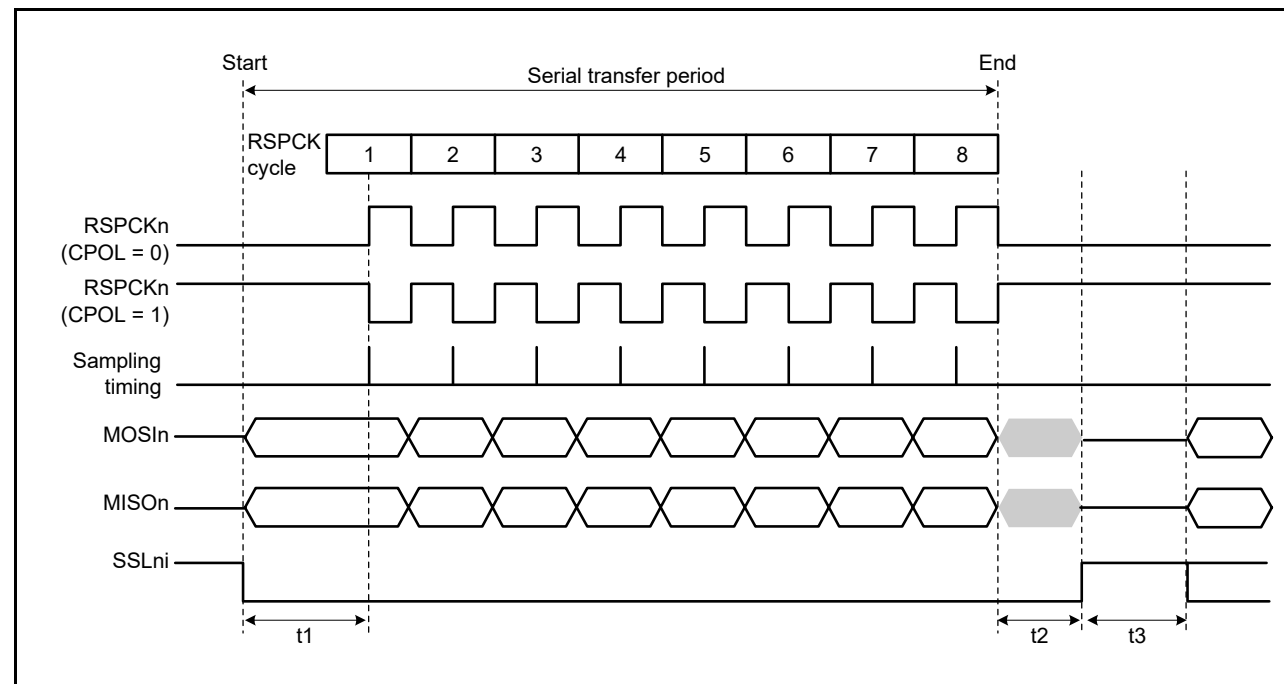 Start
End
Serial transfer period
RSPCK
cycle
1 2 3 4 5 6 7 8
RSPCKn
(CPOL = 0)
RSPCKn
(CPOL = 1)
Sampling
timing
MOSIn
MISOn
SSLni
t1
t2
t3